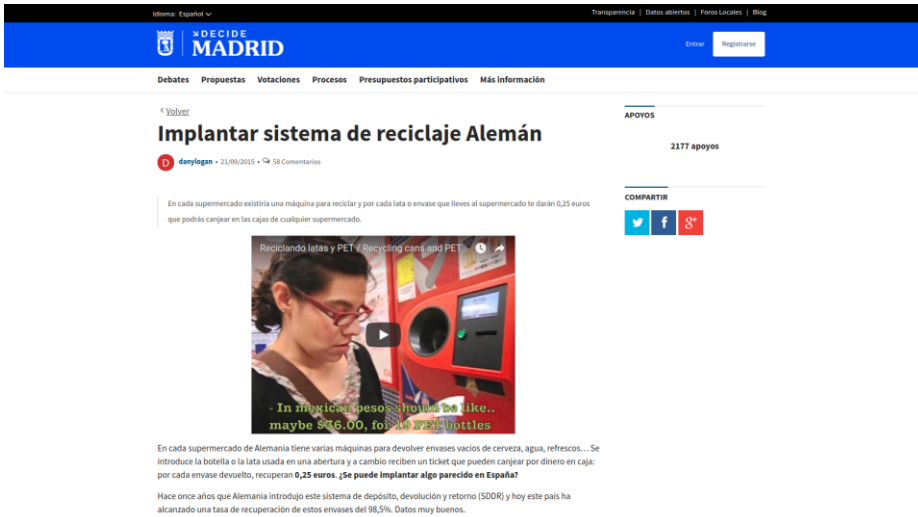 Idioma: Español
Transparencia | Datos abiertos | Foros Locales | Blog
DECIDE
MADRID
Entrar
Registrarse
Debates Propuestas Votaciones Procesos Presupuestos participativos Más información
< Volver
Implantar sistema de reciclaje Alemán
D danylogan • 21/09/2015 • 58 Comentarios
En cada supermercado existiria una máquina para reciclar y por cada lata o envase que lleves al supermercado te darán 0,25 euros
que podrás canjear en las cajas de cualquier supermercado.
Reciclando latas y PET / Recycling cans and PET
- In mexican pesos should be like..
maybe $36.00, for 19 PET bottles
En cada supermercado de Alemania tiene varias máquinas para devolver envases vacios de cerveza, agua, refrescos… Se
introduce la botella o la lata usada en una abertura y a cambio reciben un ticket que pueden canjear por dinero en caja:
por cada envase devuelto, recuperan 0,25 euros. ¿Se puede implantar algo parecido en España?
Hace once años que Alemania introdujo este sistema de depósito, devolución y retorno (SDDR) y hoy este país ha
alcanzado una tasa de recuperación de estos envases del 98,5%. Datos muy buenos.
APOYOS
2177 apoyos
COMPARTIR
f
g+